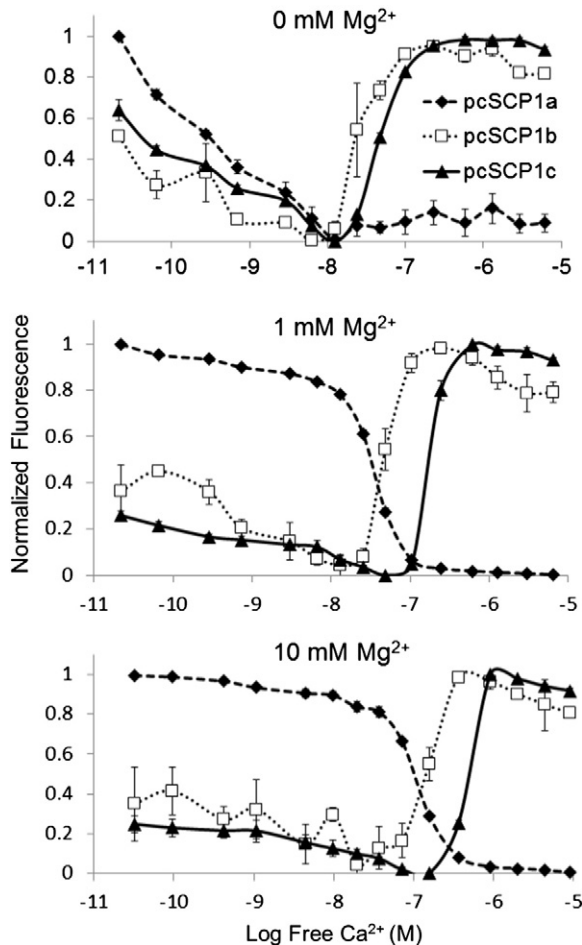 0 mM Mg²⁺
1
0.8
0.6
0.4
0.2
0
pcSCP1a
pcSCP1b
pcSCP1c
-11 -10 -9 -8 -7 -6 -5
1 mM Mg²⁺
1
0.8
0.6
0.4
0.2
0
-11 -10 -9 -8 -7 -6 -5
Normalized Fluorescence
10 mM Mg²⁺
1
0.8
0.6
0.4
0.2
0
-11 -10 -9 -8 -7 -6 -5
Log Free Ca²⁺ (M)